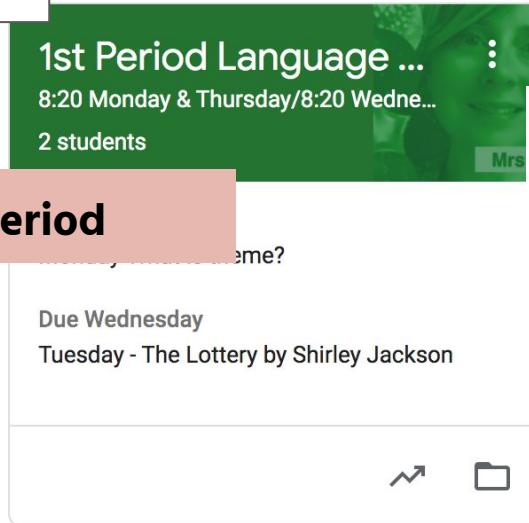 1st Period Language ...
8:20 Monday & Thursday/8:20 Wedne...
2 students
Mrs
eriod
eme?
Due Wednesday
Tuesday - The Lottery by Shirley Jackson